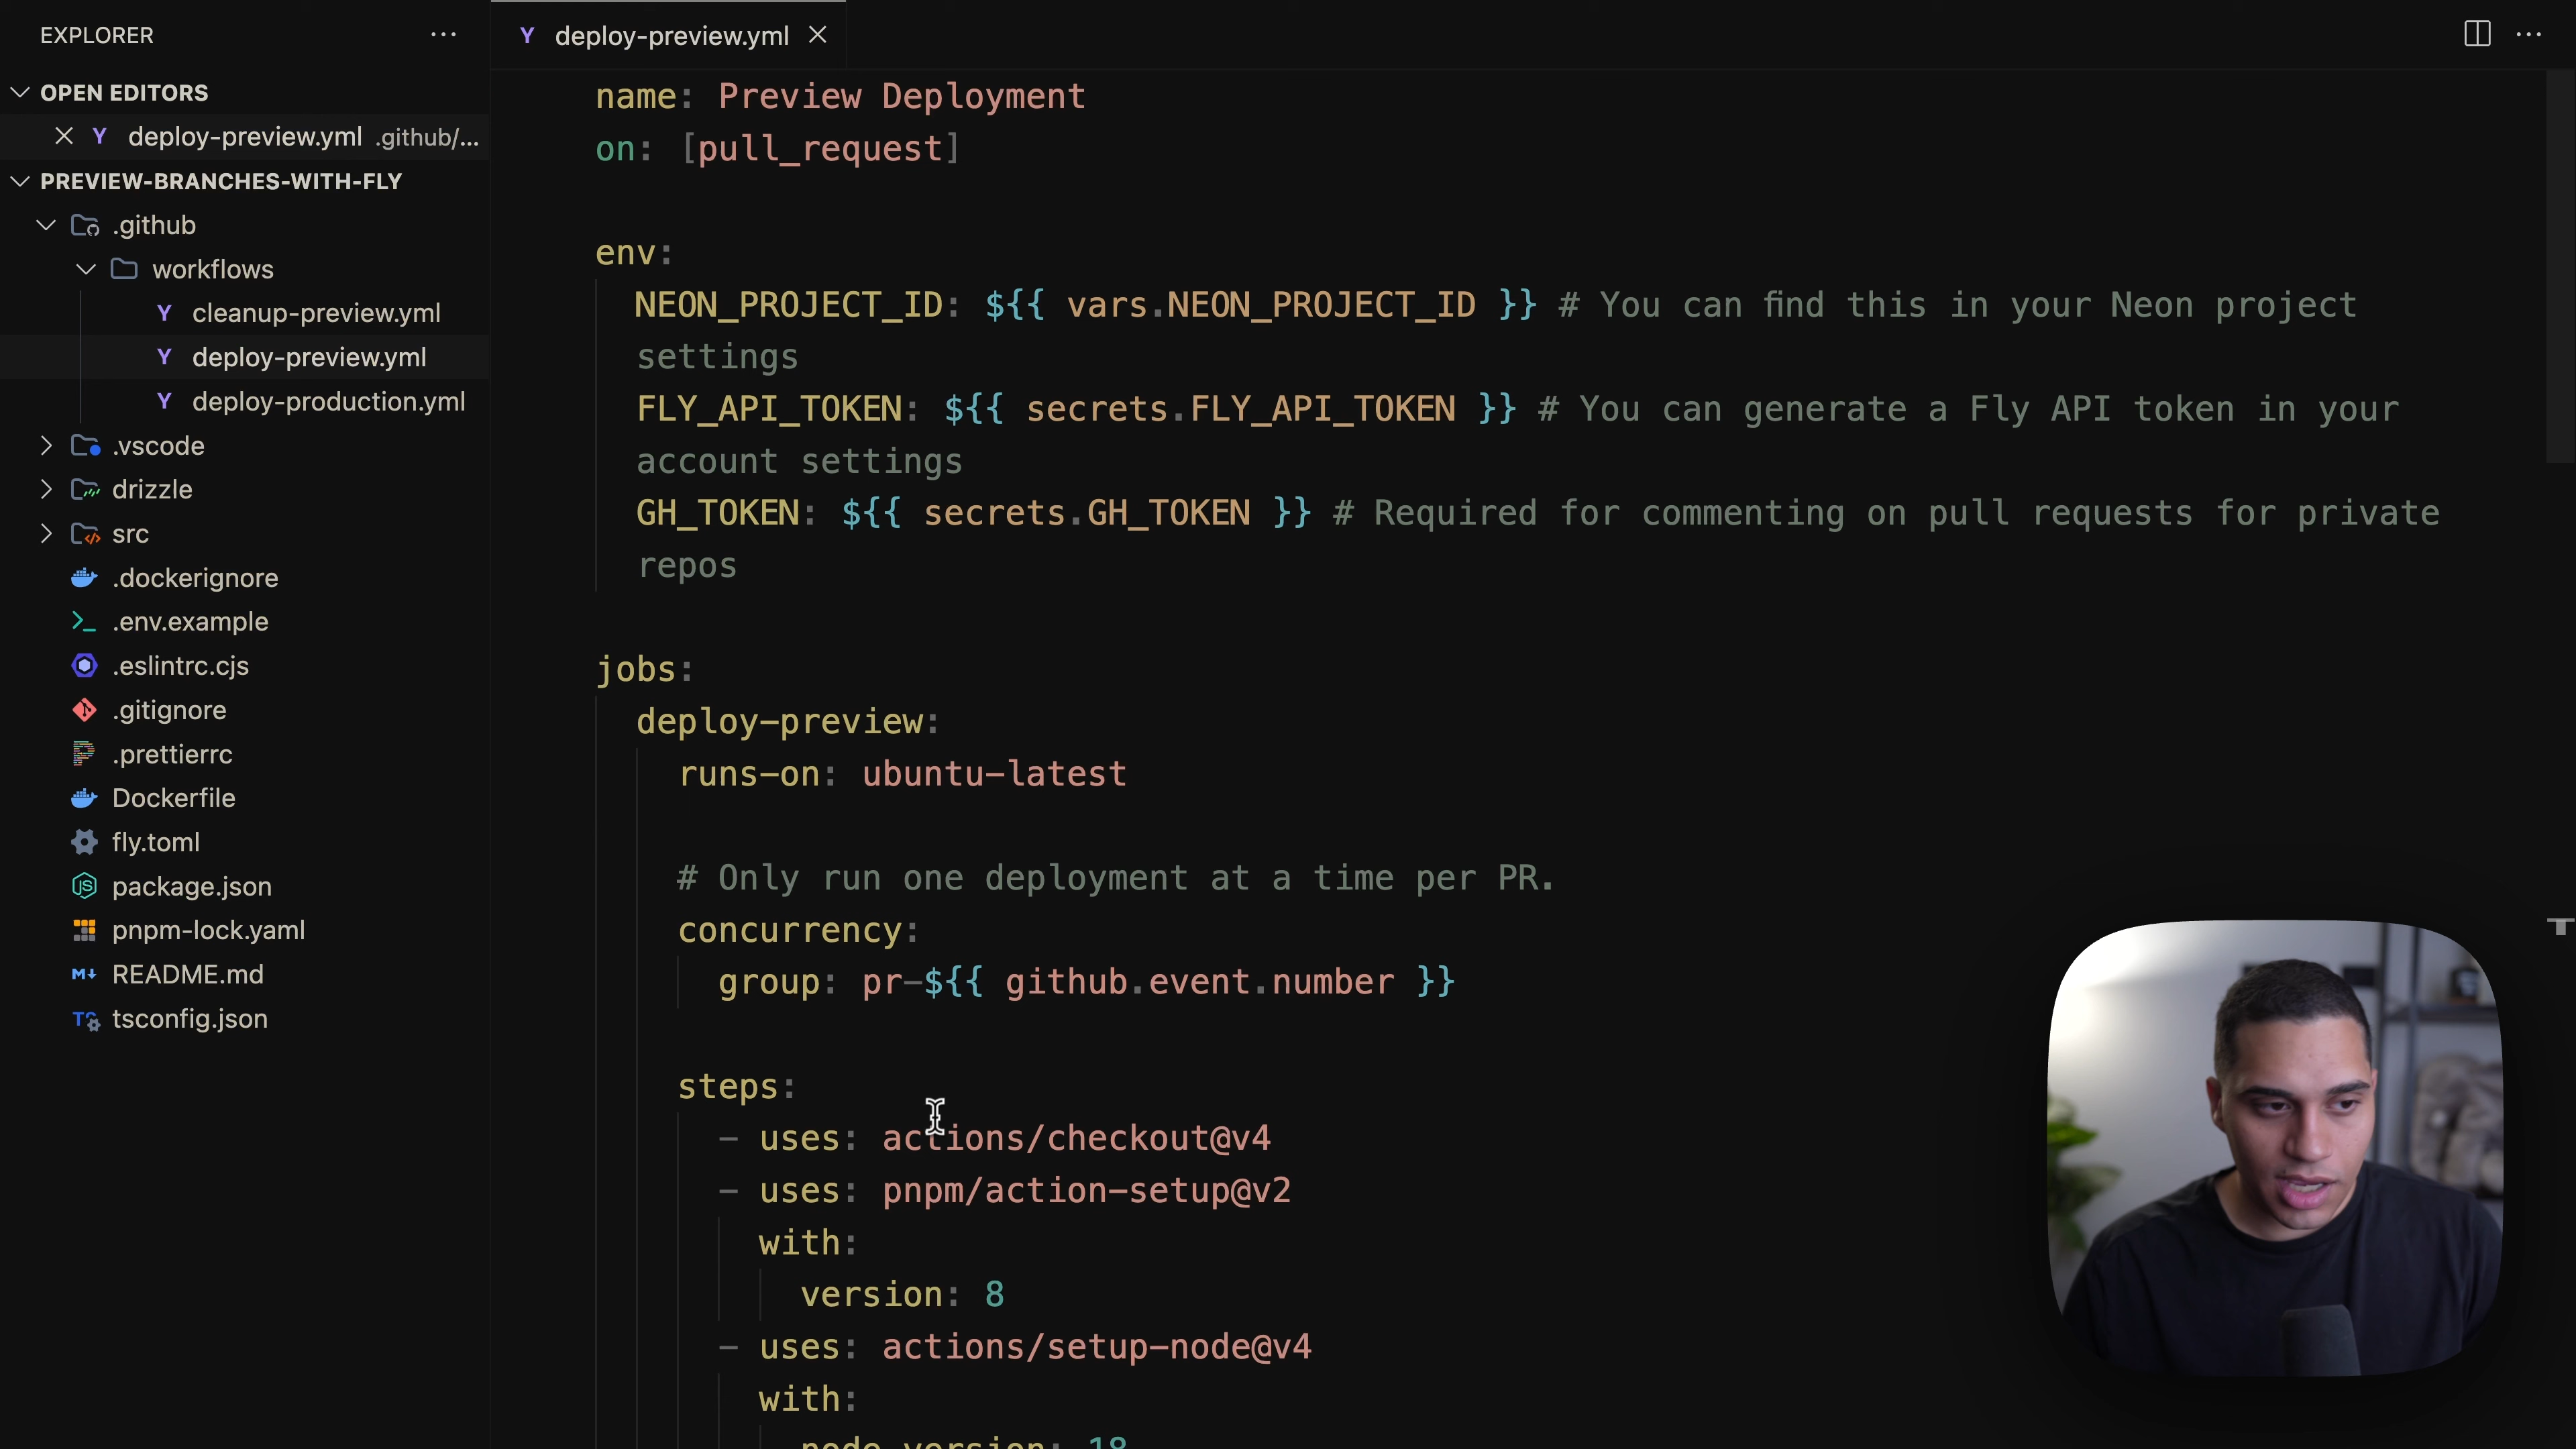 EXPLORER
OPEN EDITORS
deploy-preview.yml .github/...
PREVIEW-BRANCHES-WITH-FLY
.github
workflows
cleanup-preview.yml
deploy-preview.yml
deploy-production.yml
.vscode
drizzle
src
.dockerignore
.env.example
.eslintrc.cjs
.gitignore
.prettierrc
Dockerfile
fly.toml
package.json
pnpm-lock.yaml
README.md
tsconfig.json
deploy-preview.yml
name: Preview Deployment
on: [pull_request]
env:
NEON_PROJECT_ID: ${{ vars.NEON_PROJECT_ID }} # You can find this in your Neon project
settings
FLY_API_TOKEN: ${{ secrets.FLY_API_TOKEN }} # You can generate a Fly API token in your
account settings
GH_TOKEN: ${{ secrets.GH_TOKEN }} # Required for commenting on pull requests for private
repos
jobs:
deploy-preview:
runs-on: ubuntu-latest
# Only run one deployment at a time per PR.
concurrency:
group: pr-${{ github.event.number }}
steps:
- uses: actions/checkout@v4
- uses: pnpm/action-setup@v2
with:
version: 8
- uses: actions/setup-node@v4
with:
node-version: 18